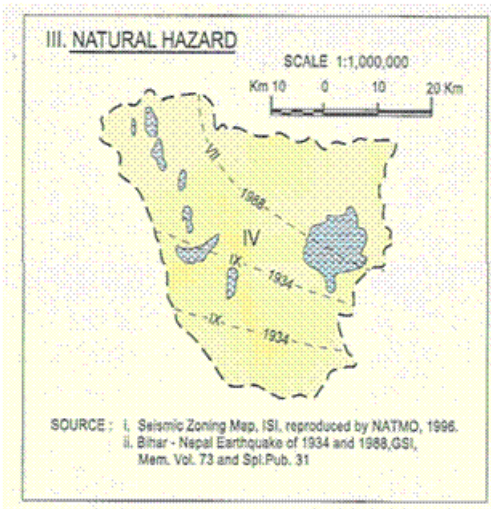 III. NATURAL HAZARD
SCALE 1:1,000,000
Km 10 0 10 20 Km
VII
1988
IV
IX
1934
IX
1934
SOURCE : i. Seismic Zoning Map, ISI, reproduced by NATMO, 1996.
ii. Bihar - Nepal Earthquake of 1934 and 1988,GSI,
Mem. Vol. 73 and Spl.Pub. 31